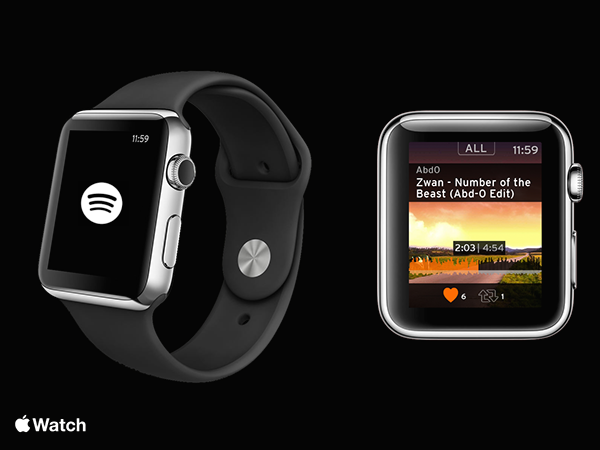 11:59
ALL 11:59
AbdO
Zwan - Number of the
Beast (Abd-O Edit)
2:03 | 4:54
6 1
Watch